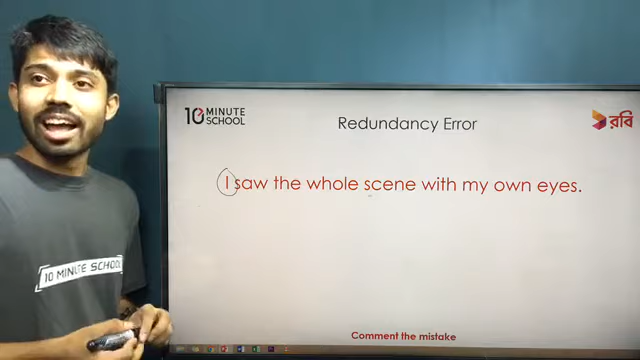 10 MINUTE SCHOOL
Redundancy Error
রবি
I saw the whole scene with my own eyes.
10 MINUTE SCHOOL
Comment the mistake